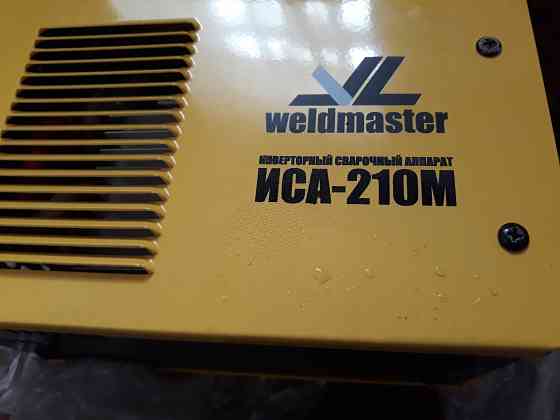 weldmaster
ИНВЕРТОРНЫЙ СВАРОЧНЫЙ АППАРАТ
ИСА-210М